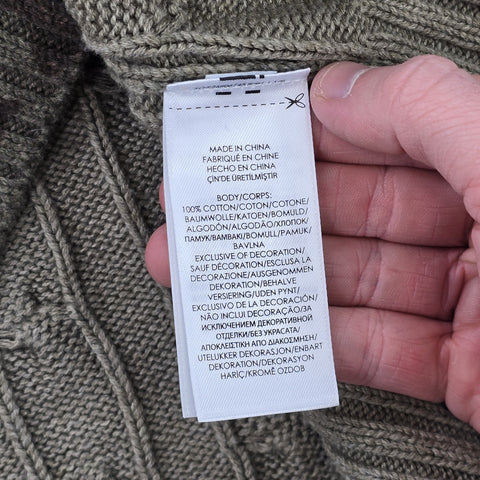 MADE IN CHINA
FABRIQUÉ EN CHINE
HECHO EN CHINA
ÇİN'DE ÜRETİLMİŞTİR
BODY/CORPS:
100% COTTON/COTON/COTONE/
BAUMWOLLE/KATOEN/BOMULD/
ALGODÓN/ALGODÃO/ХЛОПОК/
ПАМУК/BAMBAKI/BOMULL/PAMUK/
BAVLNA
EXCLUSIVE OF DECORATION/
SAUF DÉCORATION/ESCLUSA LA
DECORAZIONE/AUSGENOMMEN
DEKORATION/BEHALVE
VERSIERING/UDEN PYNT/
EXCLUSIVO DE LA DECORACIÓN/
NÃO INCLUI DECORAÇÃO/ЗА
ИСКЛЮЧЕНИЕМ ДЕКОРАТИВНОЙ
ОТДЕЛКИ/БЕЗ УКРАСАТА/
ΑΠΟΚΛΕΙΣΤΙΚΗ ΑΠΟ ΔΙΑΚΟΣΜΗΣΗ/
UTELUKKER DEKORASJON/ENBART
DEKORATION/DEKORASYON
HARİÇ/KROMĚ OZDOB